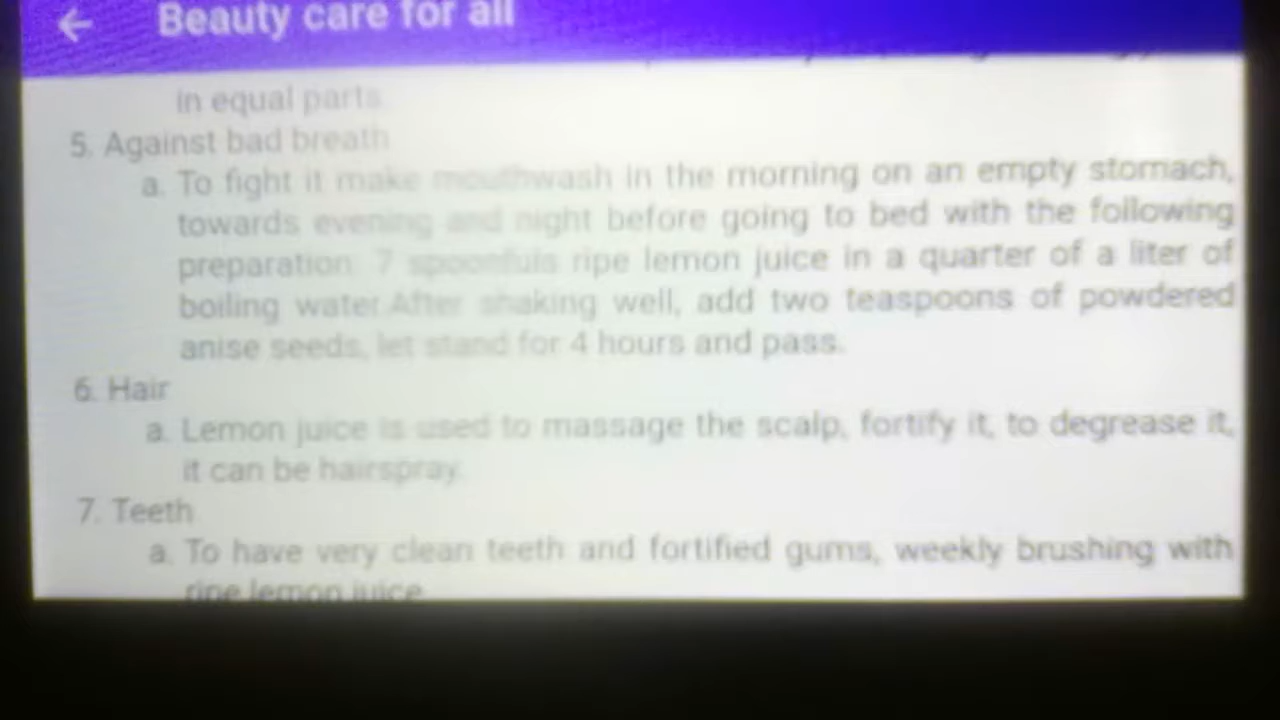 Beauty care for all
in equal parts.
5. Against bad breath
a. To fight it make mouthwash in the morning on an empty stomach,
towards evening and night before going to bed with the following
preparation: 7 spoonfuls ripe lemon juice in a quarter of a liter of
boiling water.After shaking well, add two teaspoons of powdered
anise seeds, let stand for 4 hours and pass.
6. Hair
a. Lemon juice is used to massage the scalp, fortify it, to degrease it,
it can be hairspray.
7. Teeth
a. To have very clean teeth and fortified gums, weekly brushing with
ripe lemon juice